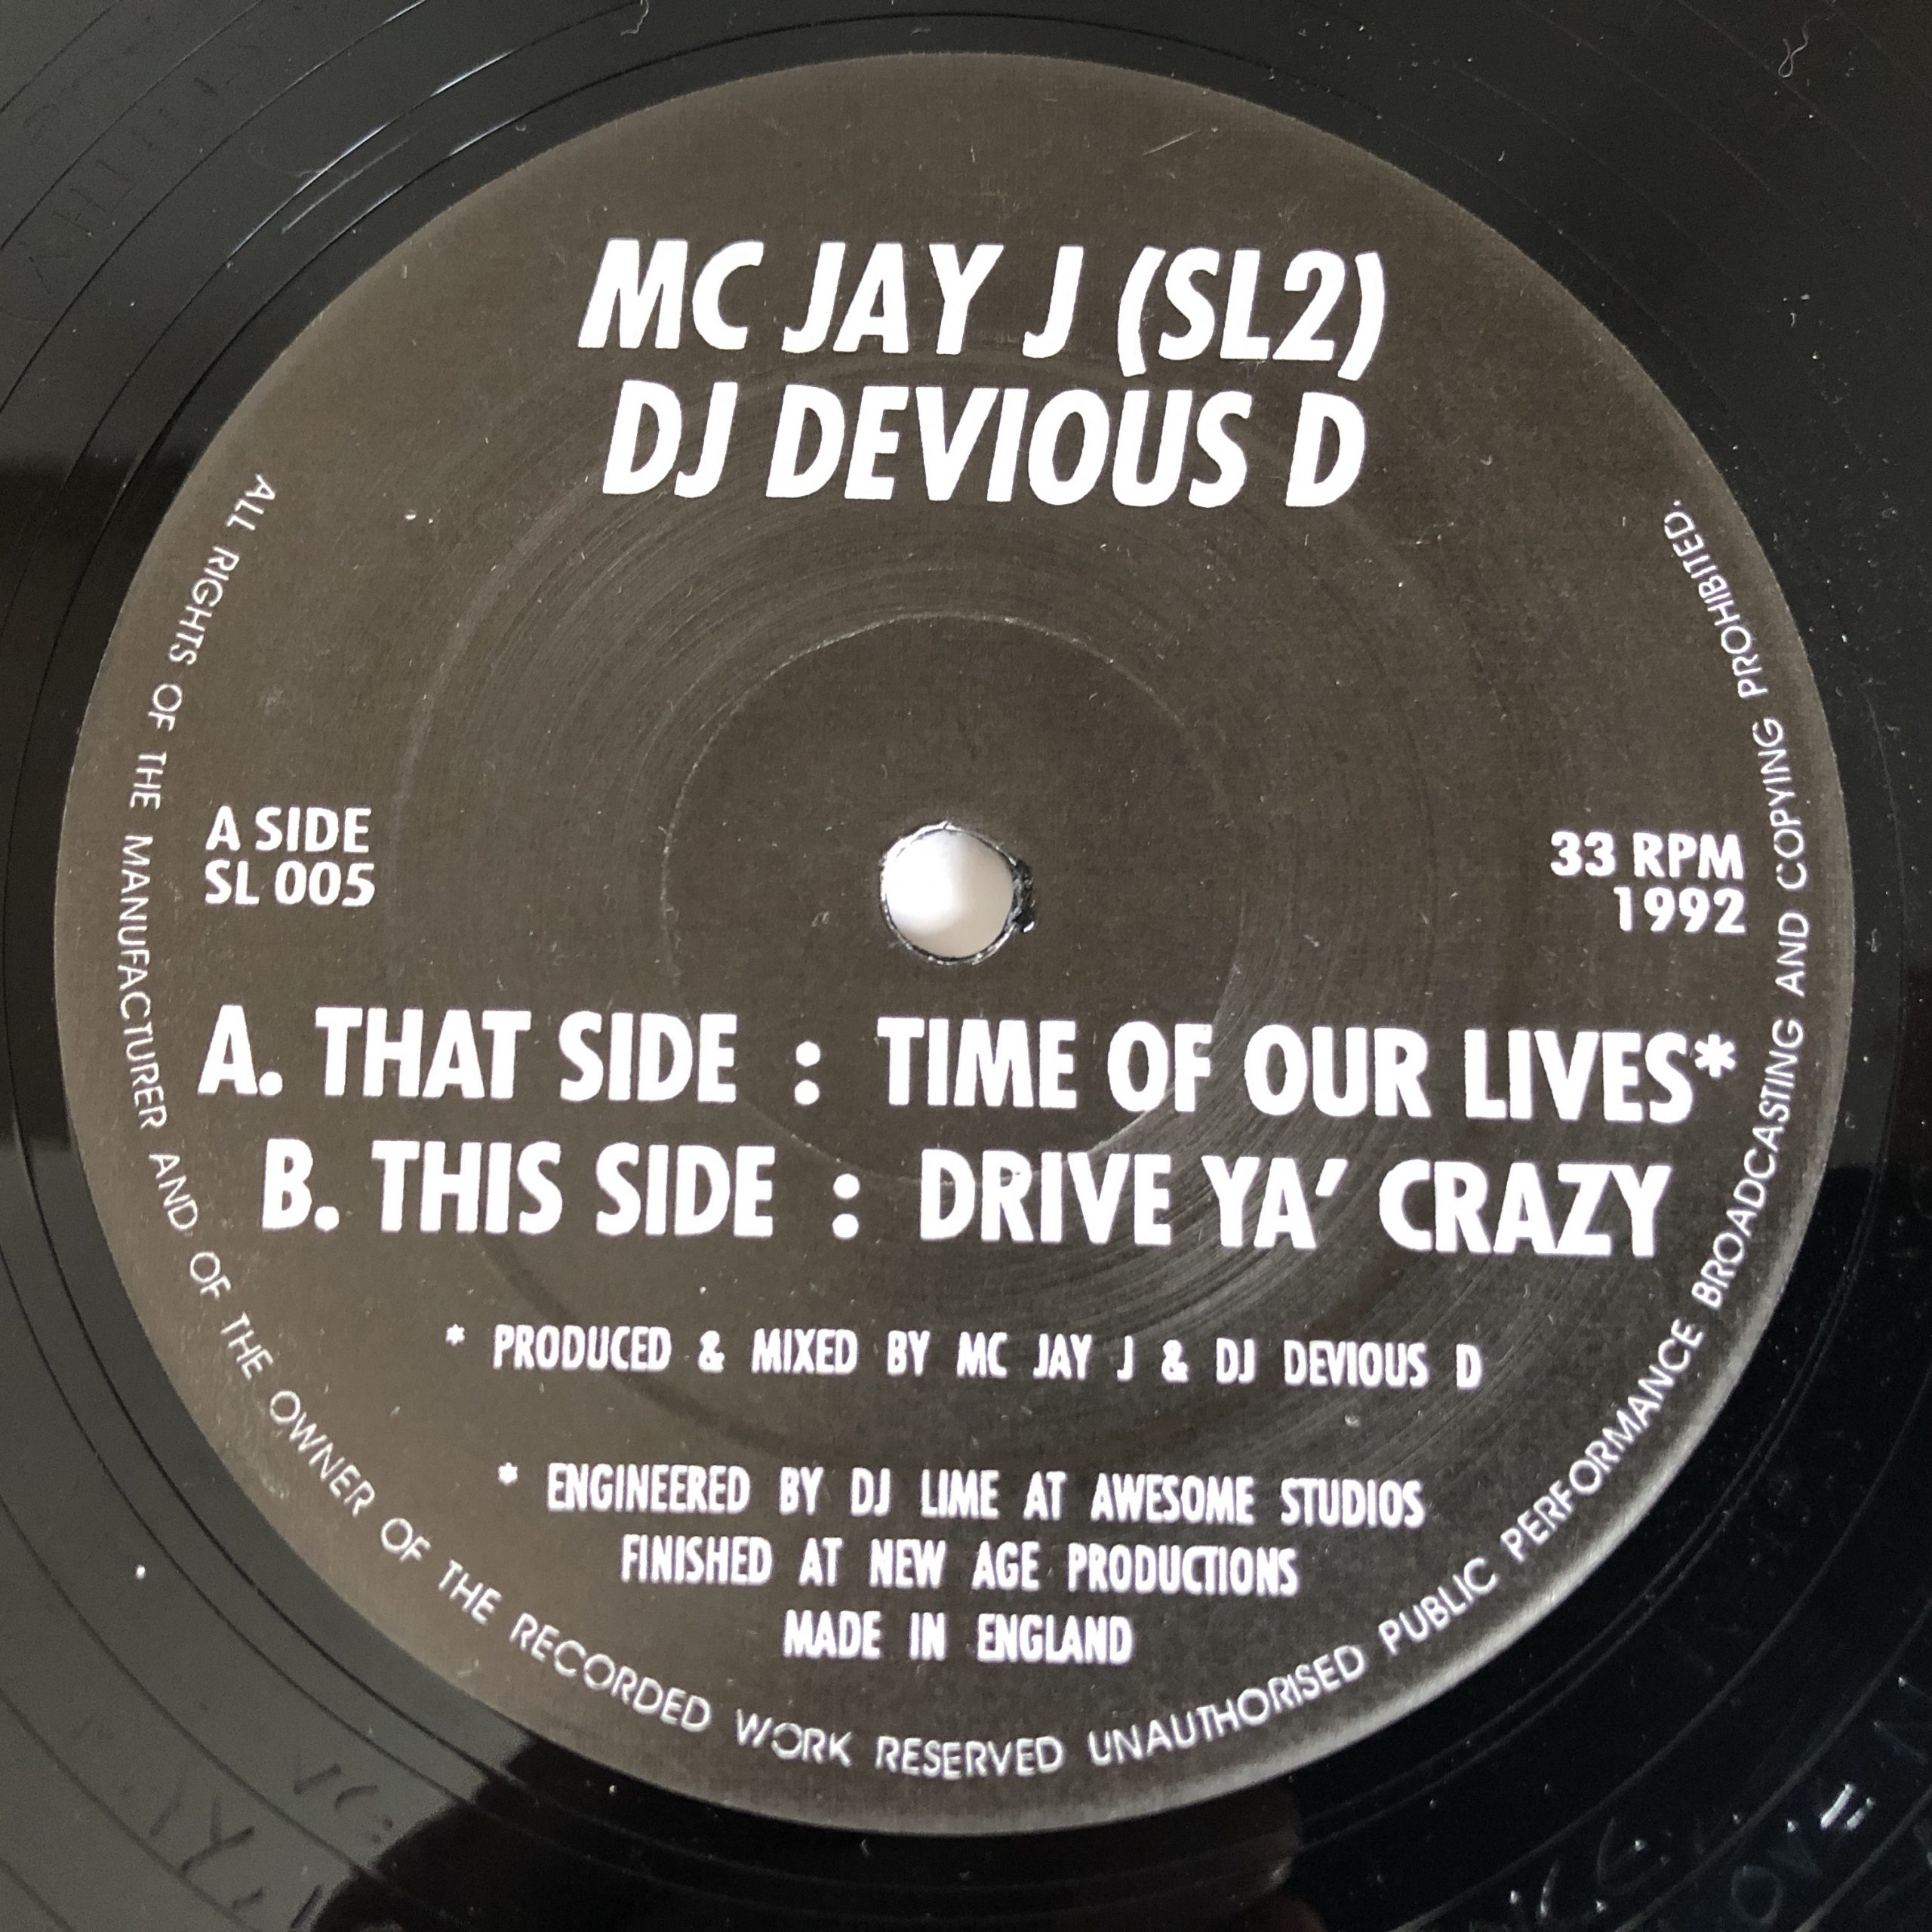 MC JAY J (SL2)
DJ DEVIOUS D
A SIDE
SL 005
33 RPM
1992
A. THAT SIDE : TIME OF OUR LIVES*
B. THIS SIDE : DRIVE YA' CRAZY
* PRODUCED & MIXED BY MC JAY J & DJ DEVIOUS D
* ENGINEERED BY DJ LIME AT AWESOME STUDIOS
FINISHED AT NEW AGE PRODUCTIONS
MADE IN ENGLAND
ALL RIGHTS OF THE MANUFACTURER AND OF THE OWNER OF THE RECORDED WORK RESERVED UNAUTHORISED PUBLIC PERFORMANCE BROADCASTING AND COPYING PROHIBITED.